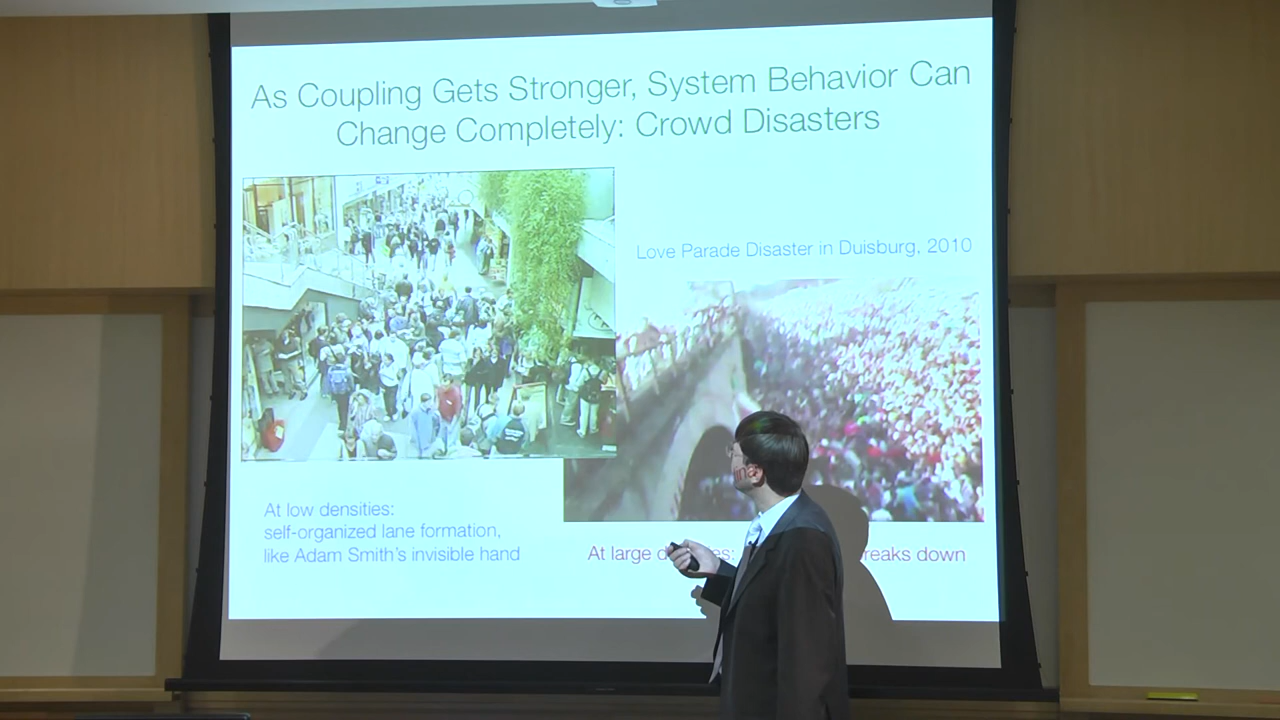 As Coupling Gets Stronger, System Behavior Can
Change Completely: Crowd Disasters
Love Parade Disaster in Duisburg, 2010
At low densities:
self-organized lane formation,
like Adam Smith's invisible hand
At large down